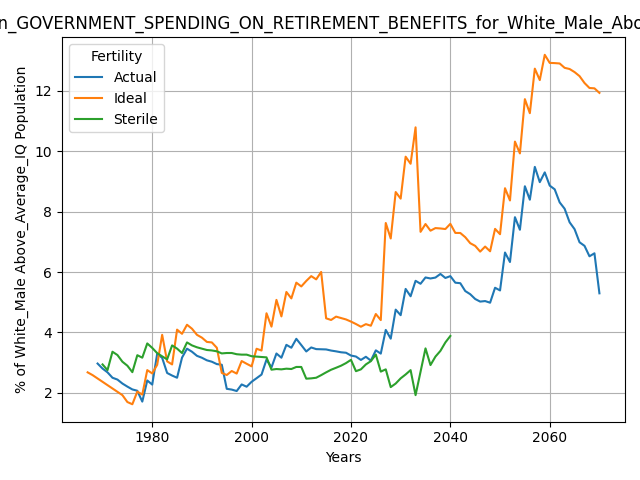 n_GOVERNMENT_SPENDING_ON_RETIREMENT_BENEFITS_for_White_Male_Abo
% of White_Male Above_Average_IQ Population
Fertility
Actual
Ideal
Sterile
12
10
8
6
4
2
1980
2000
2020
2040
2060
Years